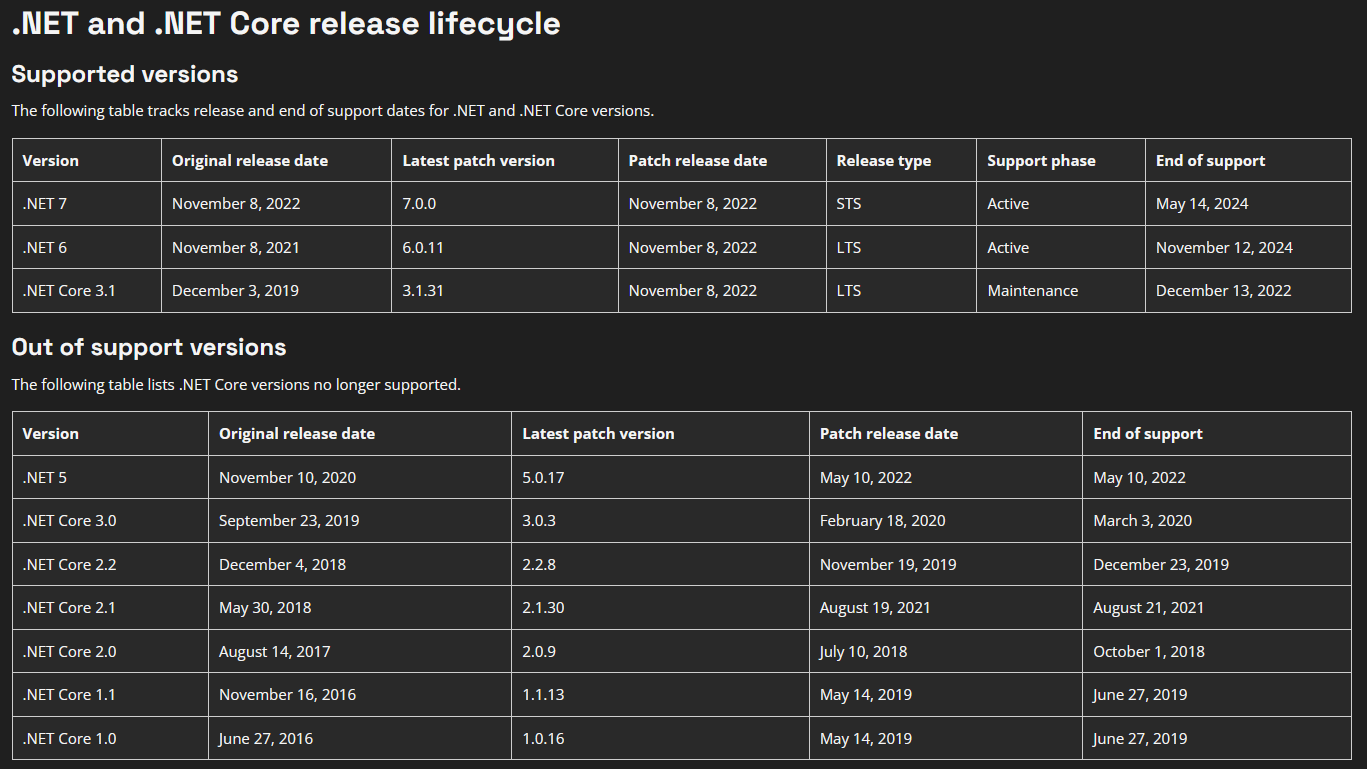 .NET and .NET Core release lifecycle
Supported versions
The following table tracks release and end of support dates for .NET and .NET Core versions.
Version Original release date Latest patch version Patch release date Release type Support phase End of support
.NET 7 November 8, 2022 7.0.0 November 8, 2022 STS Active May 14, 2024
.NET 6 November 8, 2021 6.0.11 November 8, 2022 LTS Active November 12, 2024
.NET Core 3.1 December 3, 2019 3.1.31 November 8, 2022 LTS Maintenance December 13, 2022
Out of support versions
The following table lists .NET Core versions no longer supported.
Version Original release date Latest patch version Patch release date End of support
.NET 5 November 10, 2020 5.0.17 May 10, 2022 May 10, 2022
.NET Core 3.0 September 23, 2019 3.0.3 February 18, 2020 March 3, 2020
.NET Core 2.2 December 4, 2018 2.2.8 November 19, 2019 December 23, 2019
.NET Core 2.1 May 30, 2018 2.1.30 August 19, 2021 August 21, 2021
.NET Core 2.0 August 14, 2017 2.0.9 July 10, 2018 October 1, 2018
.NET Core 1.1 November 16, 2016 1.1.13 May 14, 2019 June 27, 2019
.NET Core 1.0 June 27, 2016 1.0.16 May 14, 2019 June 27, 2019